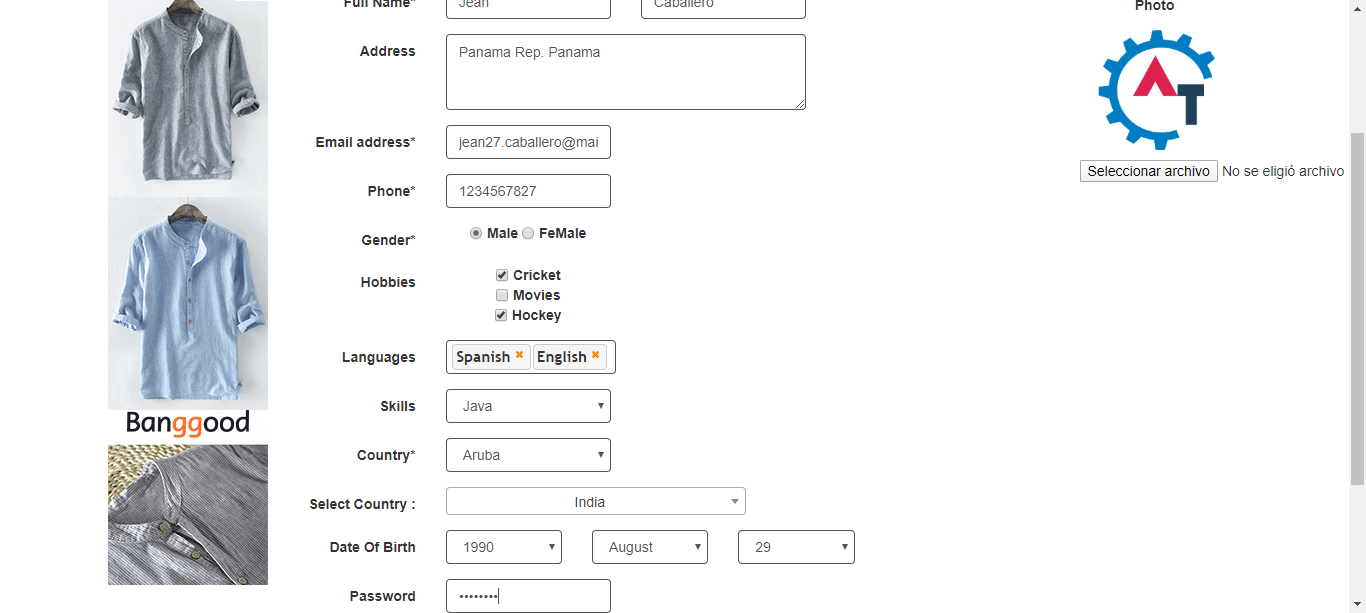 Full Name* Jean Caballero
Photo
Address Panama Rep. Panama
AT
Email address* jean27.caballero@mai
Seleccionar archivo No se eligió archivo
Phone* 1234567827
Gender* Male FeMale
Hobbies Cricket
Movies
Hockey
Languages Spanish English
Skills Java
Banggood
Country* Aruba
Select Country : India
Date Of Birth 1990 August 29
Password ••••••••